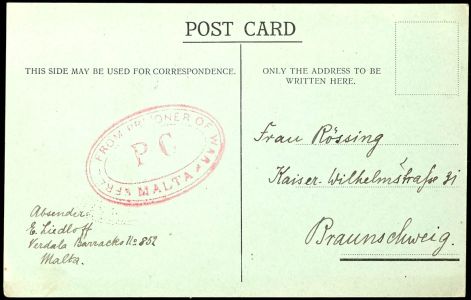 POST CARD
THIS SIDE MAY BE USED FOR CORRESPONDENCE.
ONLY THE ADDRESS TO BE
WRITTEN HERE.
FROM PRISONER OF WAR
P C
MALTA
Frau Rössing
Kaiser-Wilhelmstraße 31
Braunschweig.
Absender
E. Liedloff
Verdala Barracks No 852
Malta.